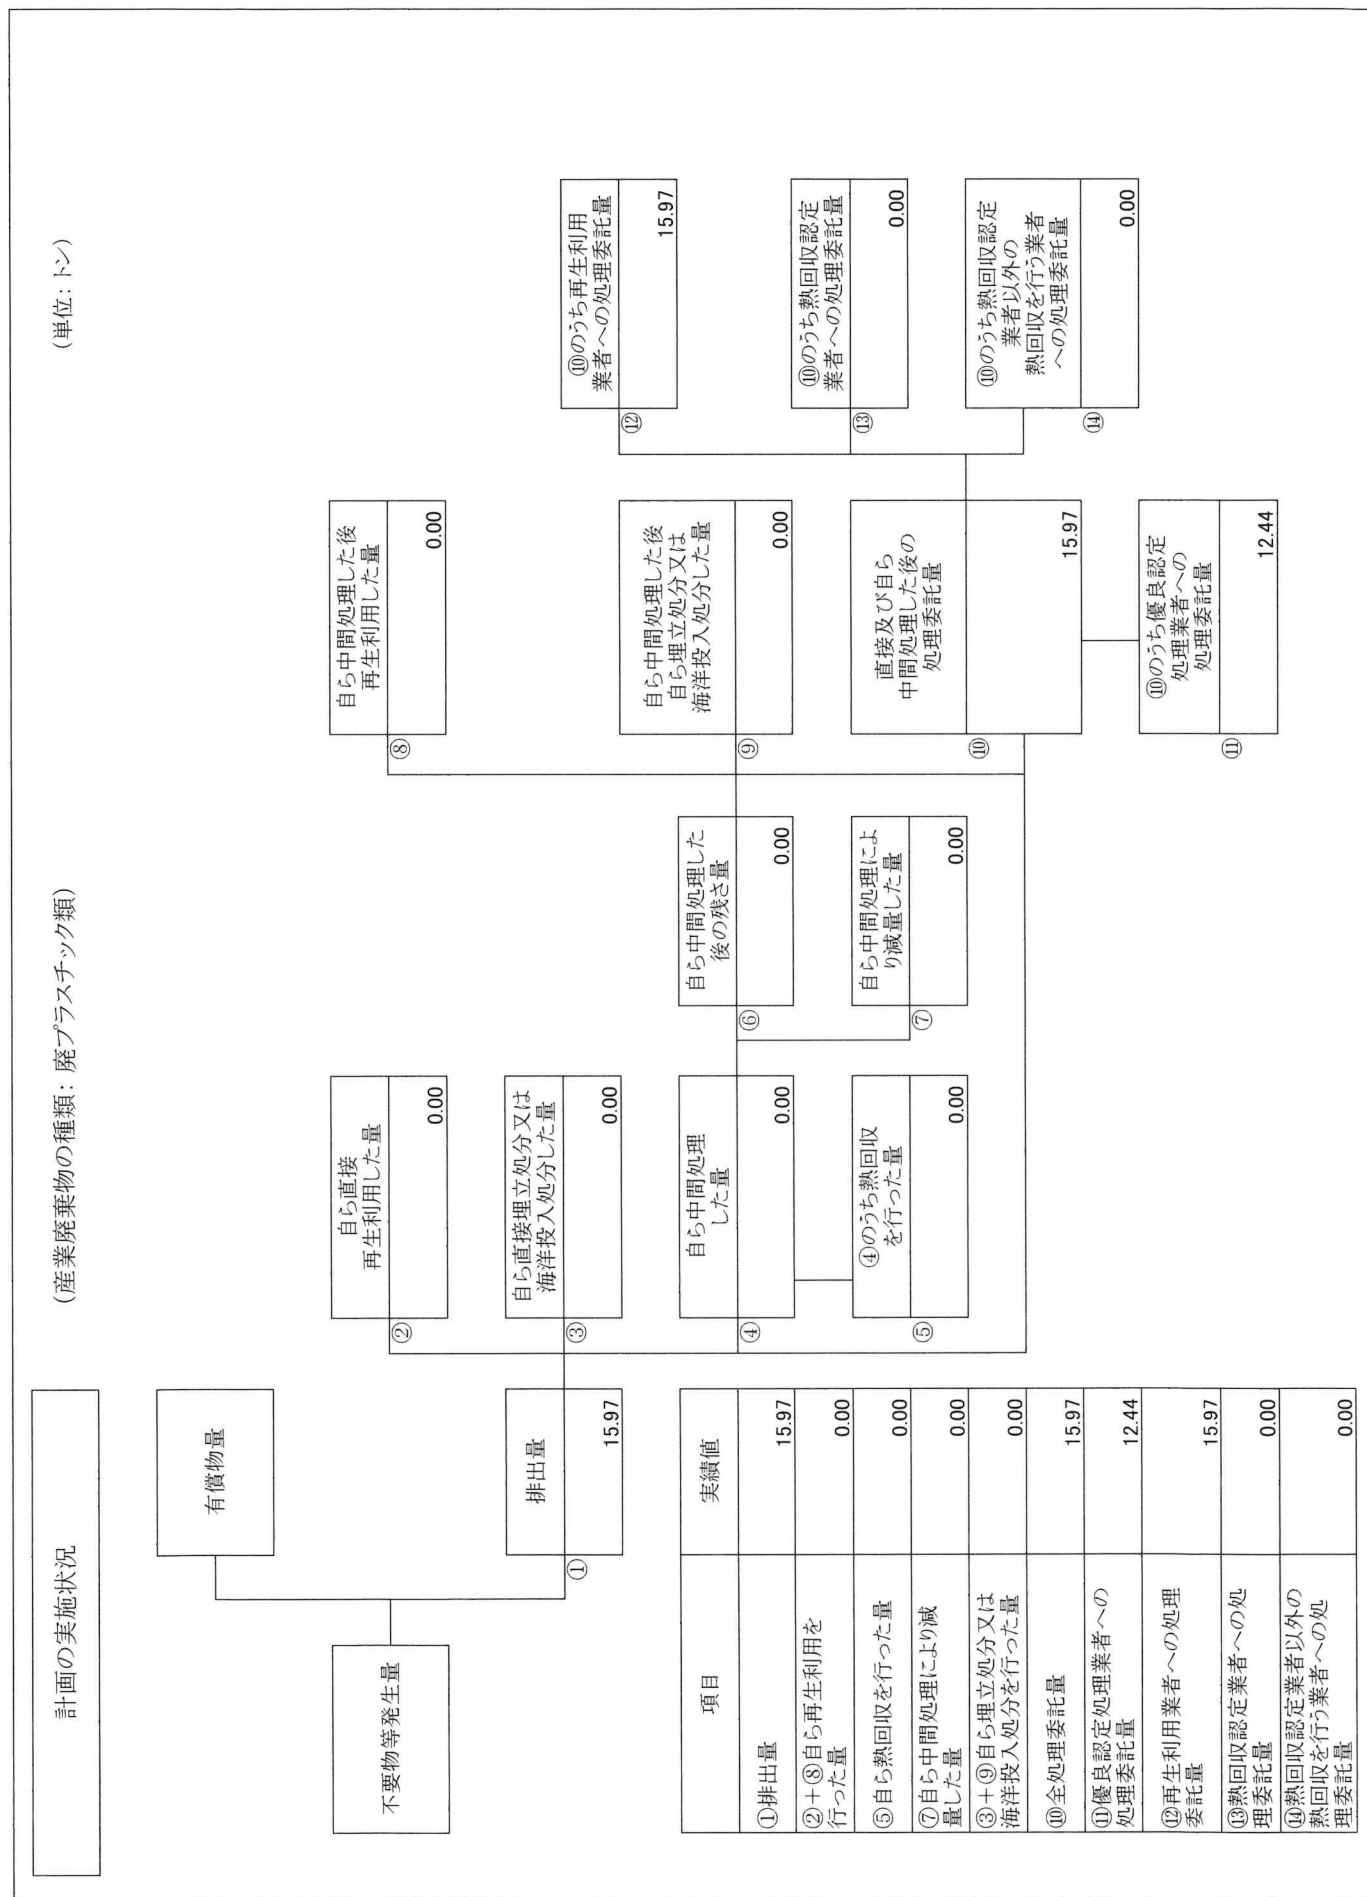 計画の実施状況
(産業廃棄物の種類: 廃プラスチック類)
(単位: トン)
不要物等発生量
有償物量
①
排出量
15.97
②
自ら直接
再生利用した量
0.00
③
自ら直接埋立処分又は
海洋投入処分した量
0.00
④
自ら中間処理
した量
0.00
⑤
④のうち熱回収
を行った量
0.00
⑥
自ら中間処理した
後の残さ量
0.00
⑦
自ら中間処理によ
り減量した量
0.00
⑧
自ら中間処理した後
再生利用した量
0.00
⑨
自ら中間処理した後
自ら埋立処分又は
海洋投入処分した量
0.00
⑩
直接及び自ら
中間処理した後の
処理委託量
15.97
⑪
⑩のうち優良認定
処理業者への
処理委託量
12.44
⑫
⑩のうち再生利用
業者への処理委託量
15.97
⑬
⑩のうち熱回収認定
業者への処理委託量
0.00
⑭
⑩のうち熱回収認定
業者以外の
熱回収を行う業者
への処理委託量
0.00
項目 実績値
①排出量 15.97
②+⑧自ら再生利用を
行った量 0.00
⑤自ら熱回収を行った量 0.00
⑦自ら中間処理により減
量した量 0.00
③+⑨自ら埋立処分又は
海洋投入処分を行った量 0.00
⑩全処理委託量 15.97
⑪優良認定処理業者への
処理委託量 12.44
⑫再生利用業者への処理
委託量 15.97
⑬熱回収認定業者への処
理委託量 0.00
⑭熱回収認定業者以外の
熱回収を行う業者への処
理委託量 0.00